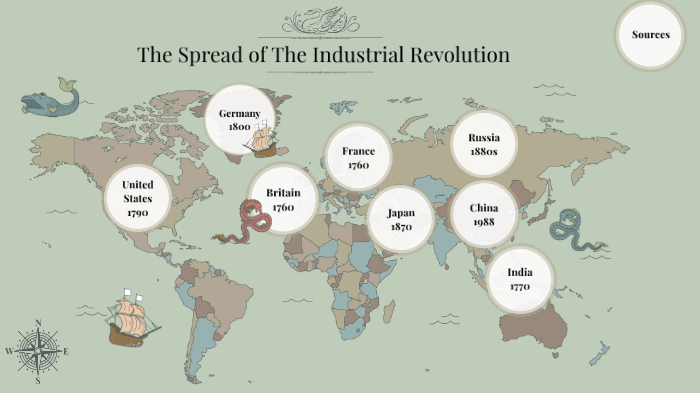 The Spread of The Industrial Revolution
Sources
Germany
1800
Russia
1880s
France
1760
United
States
1790
Britain
1760
Japan
1870
China
1988
India
1770
N
W
E
S